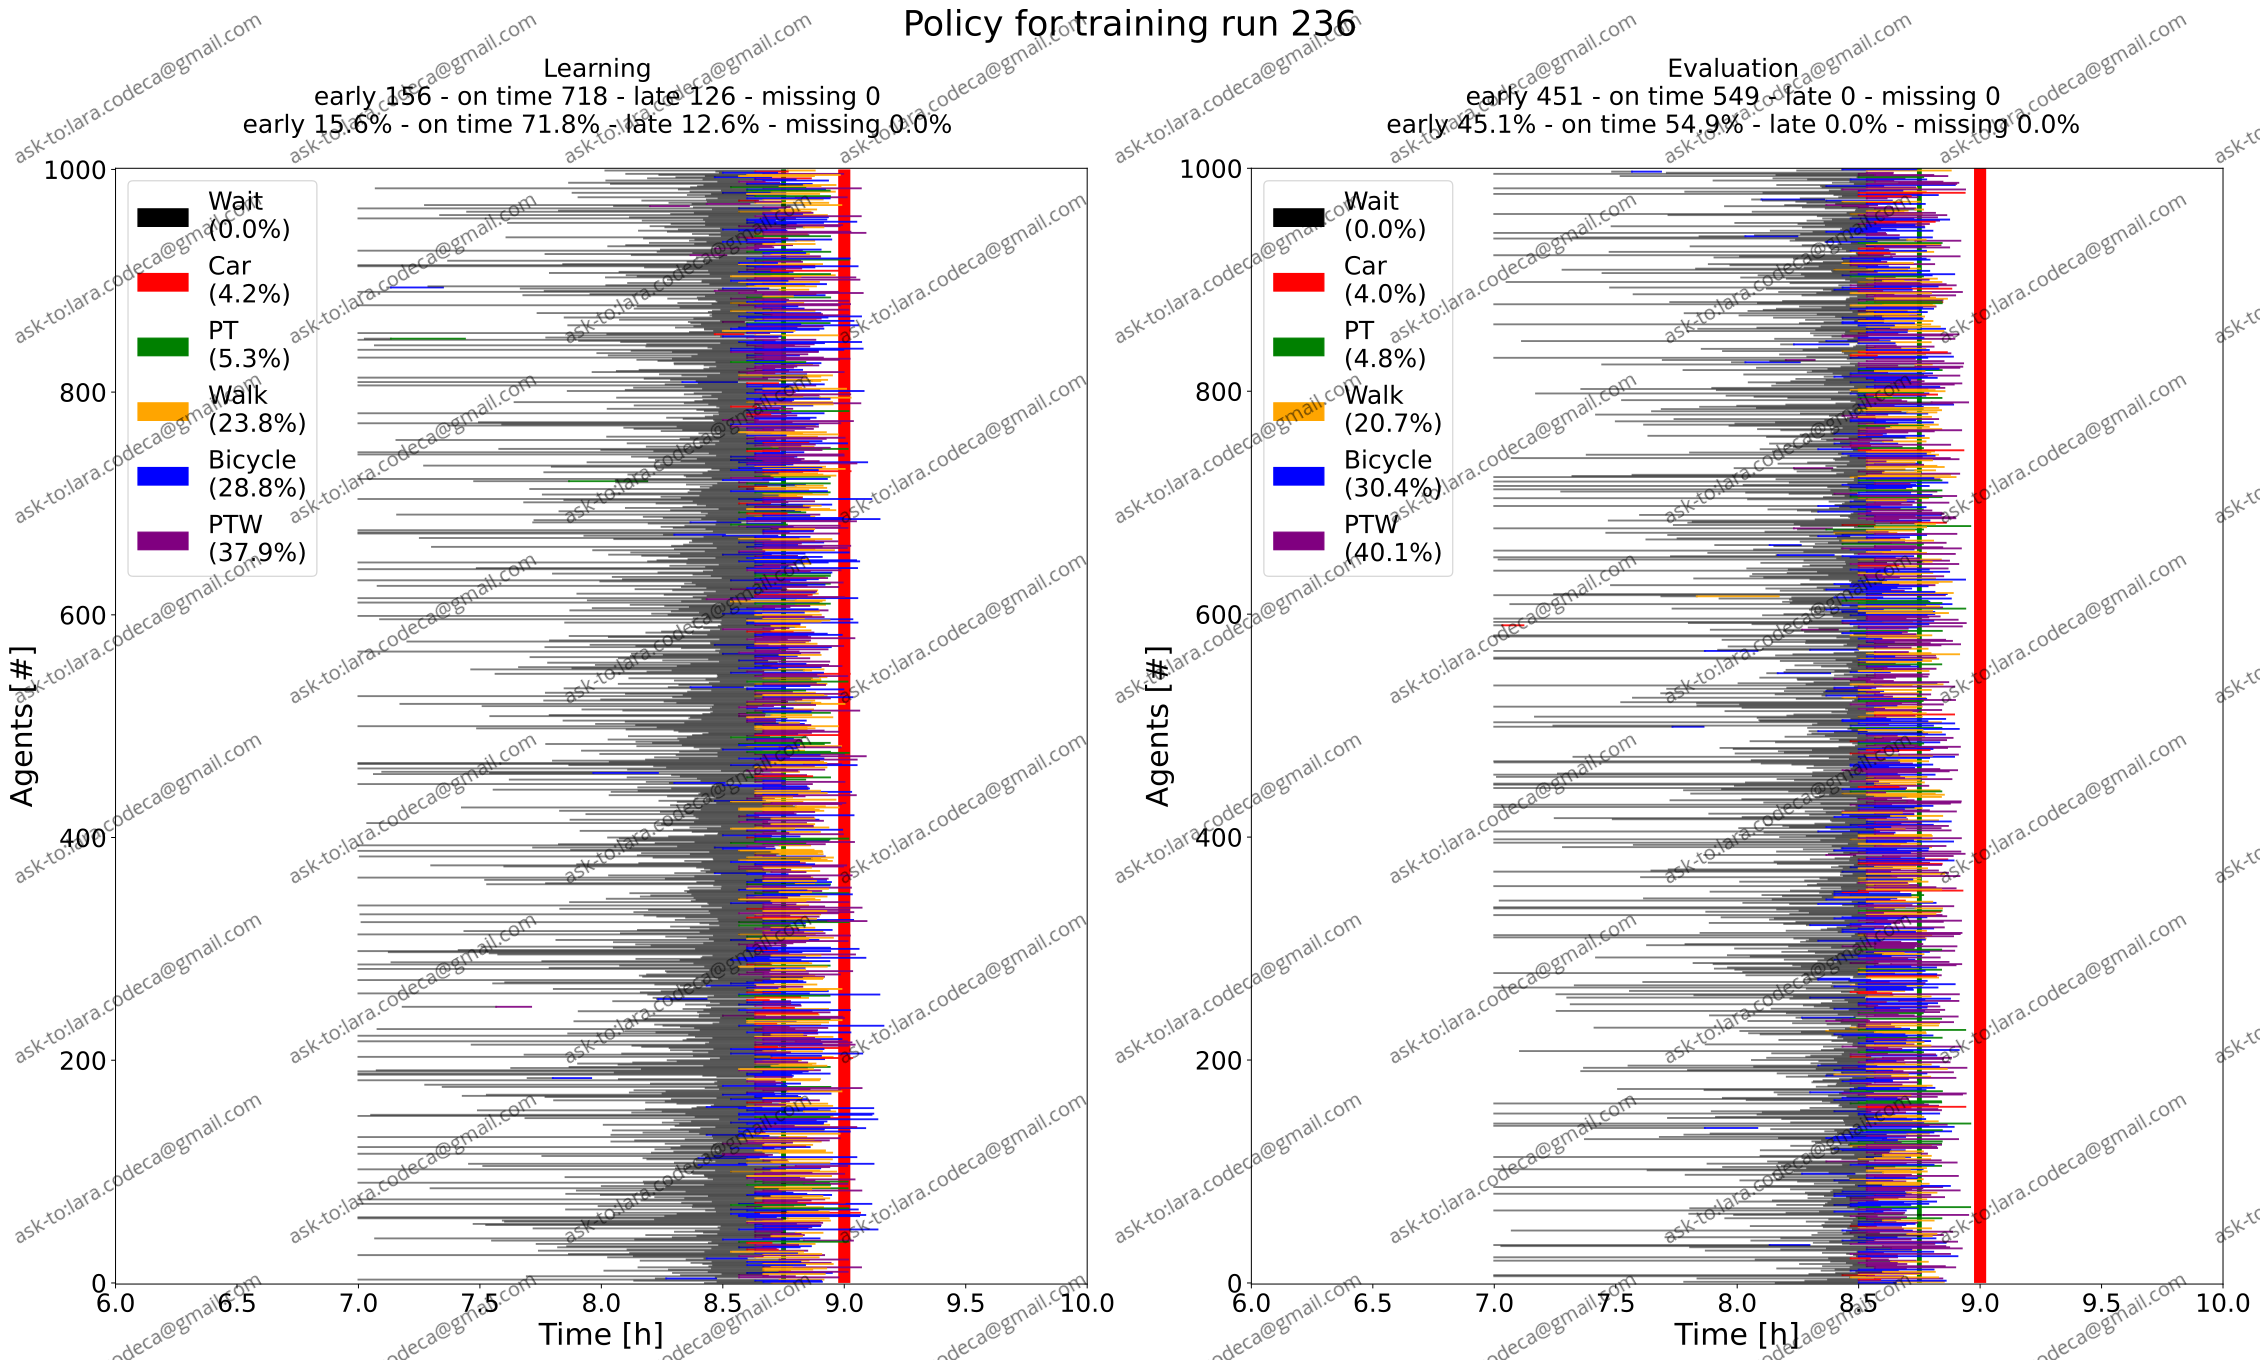 Policy for training run 236
Learning
early 156 - on time 718 - late 126 - missing 0
early 15.6% - on time 71.8% - late 12.6% - missing 0.0%
Wait
(0.0%)
Car
(4.2%)
PT
(5.3%)
Walk
(23.8%)
Bicycle
(28.8%)
PTW
(37.9%)
1000
800
600
400
200
0
Agents [#]
6.0 6.5 7.0 7.5 8.0 8.5 9.0 9.5 10.0
Time [h]
Evaluation
early 451 - on time 549 - late 0 - missing 0
early 45.1% - on time 54.9% - late 0.0% - missing 0.0%
Wait
(0.0%)
Car
(4.0%)
PT
(4.8%)
Walk
(20.7%)
Bicycle
(30.4%)
PTW
(40.1%)
1000
800
600
400
200
0
Agents [#]
6.0 6.5 7.0 7.5 8.0 8.5 9.0 9.5 10.0
Time [h]
ask-to:lara.codeca@gmail.com